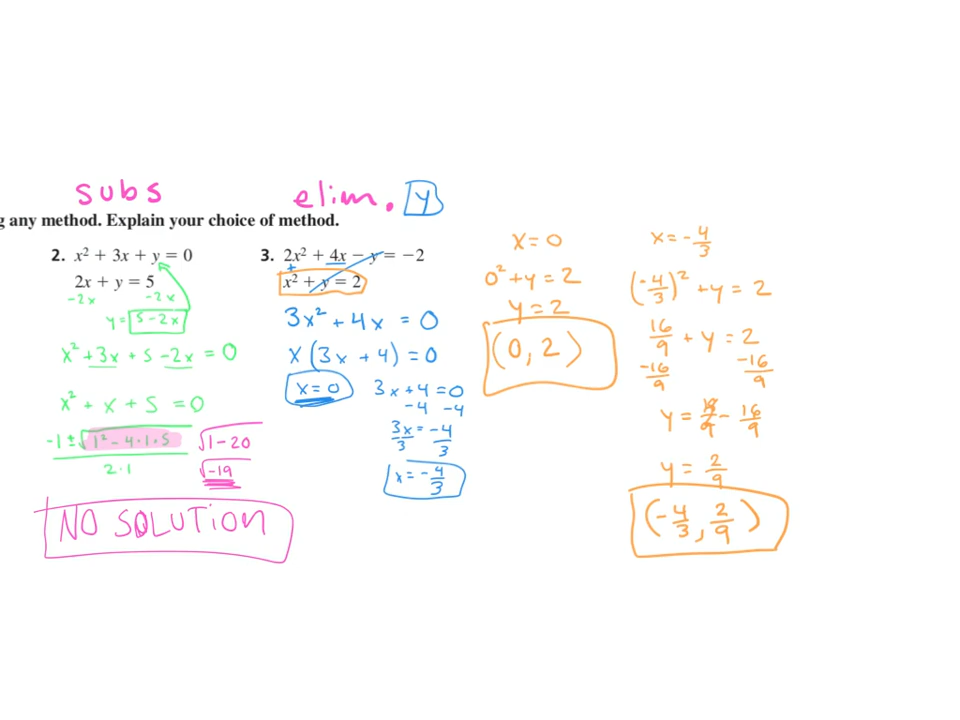 subs
elim. y
g any method. Explain your choice of method.
2. x² + 3x + y = 0
2x + y = 5
-2x -2x
y = 5 - 2x
x² + 3x + 5 - 2x = 0
x² + x + 5 = 0
-1 ± √1² - 4·1·5
2·1
√1-20
√-19
NO SOLUTION
3. 2x² + 4x − y = −2
+
x² + y = 2
3x² + 4x = 0
x (3x + 4) = 0
x = 0
3x + 4 = 0
-4 -4
3x = -4
3 3
x = -4/3
x = 0
0² + y = 2
y = 2
(0, 2)
x = -4/3
(-4/3)² + y = 2
16/9 + y = 2
-16/9 -16/9
y = 18/9 - 16/9
y = 2/9
(-4/3, 2/9)